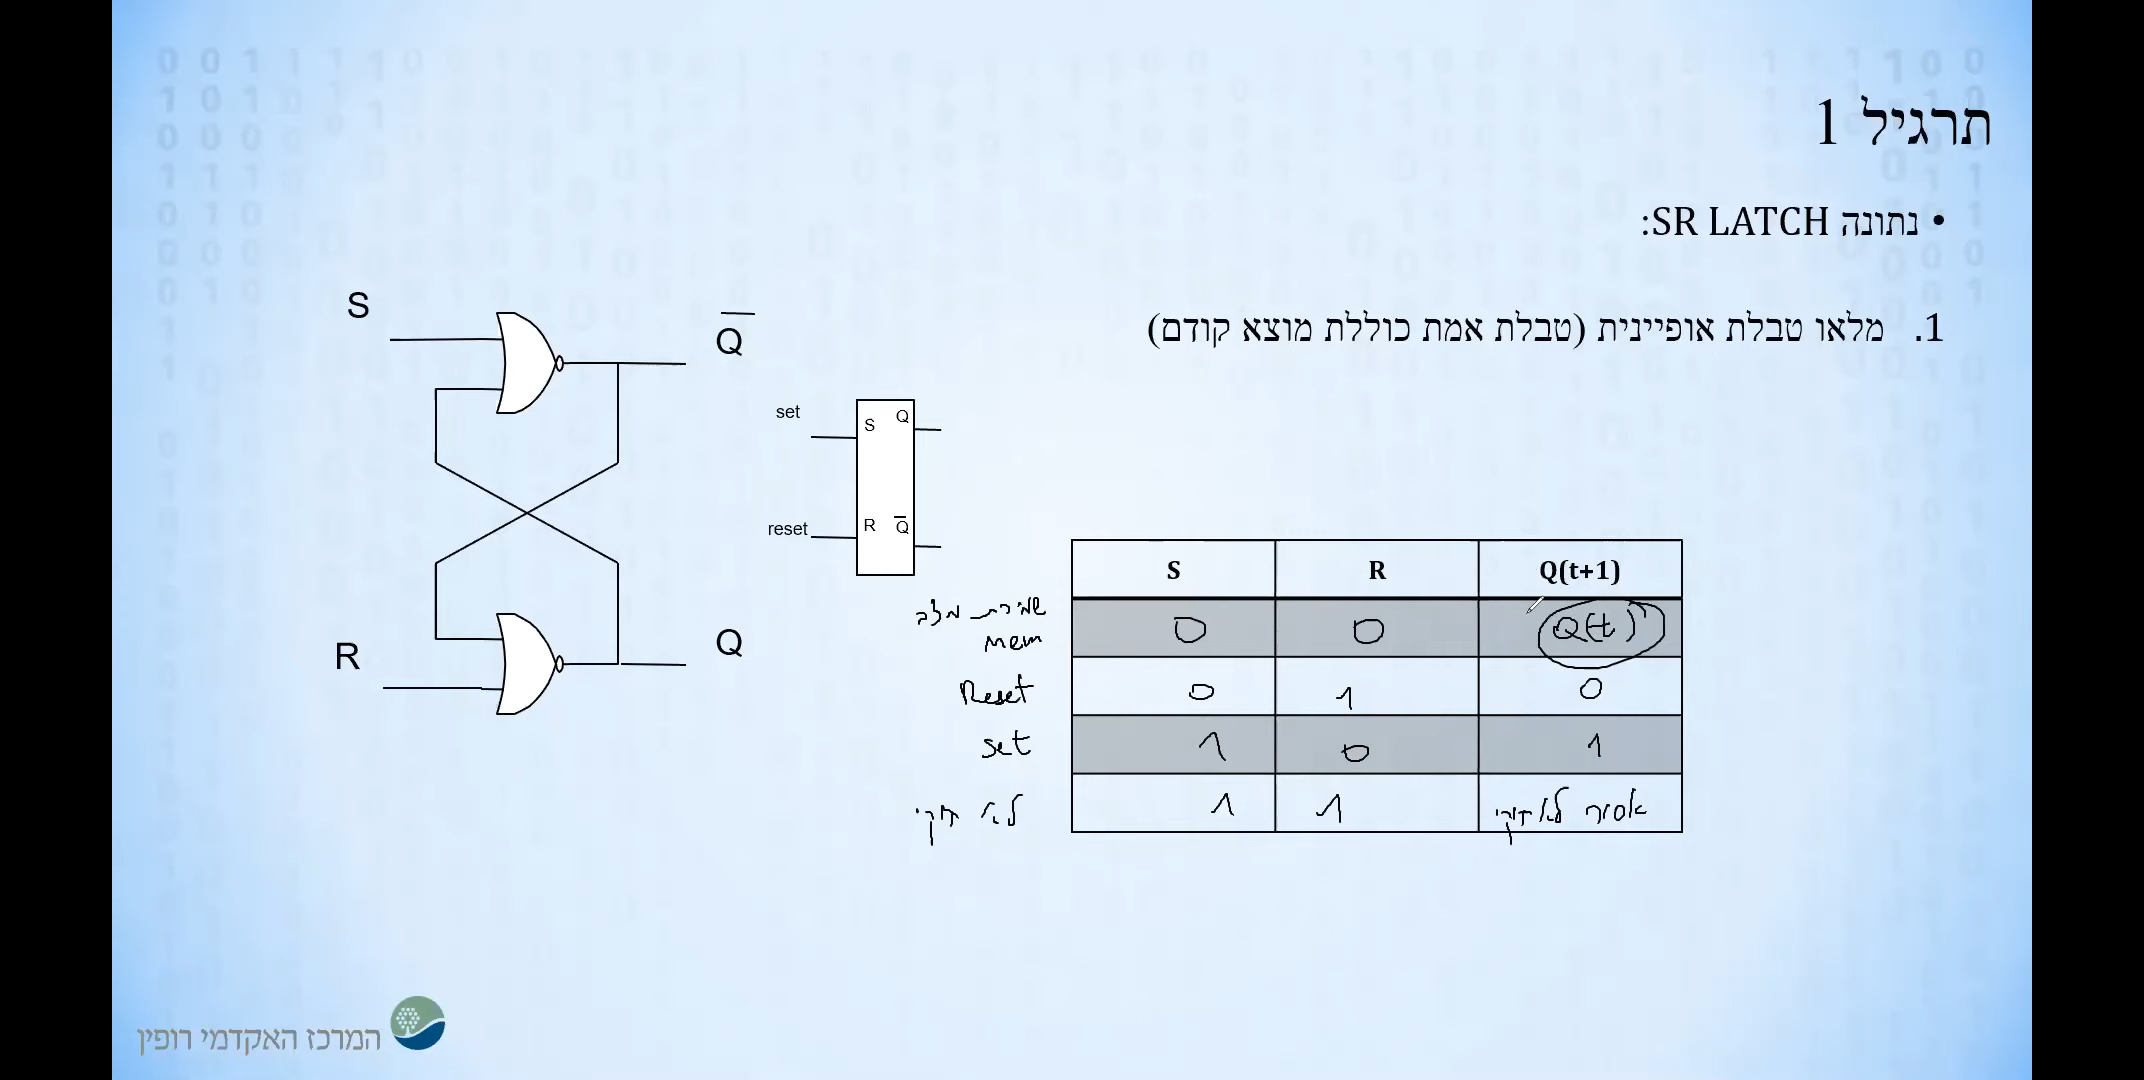 תרגיל 1
• נתונה SR LATCH:
1. מלאו טבלת אופיינית (טבלת אמת כוללת מוצא קודם)
S
Q̅
R
Q
set
S Q
reset
R Q̅
S R Q(t+1)
שמירת מצב
mem
0 0 Q(t)
Reset 0 1 0
set 1 0 1
לא חוקי 1 1 אסור לא חוקי
המרכז האקדמי רופין